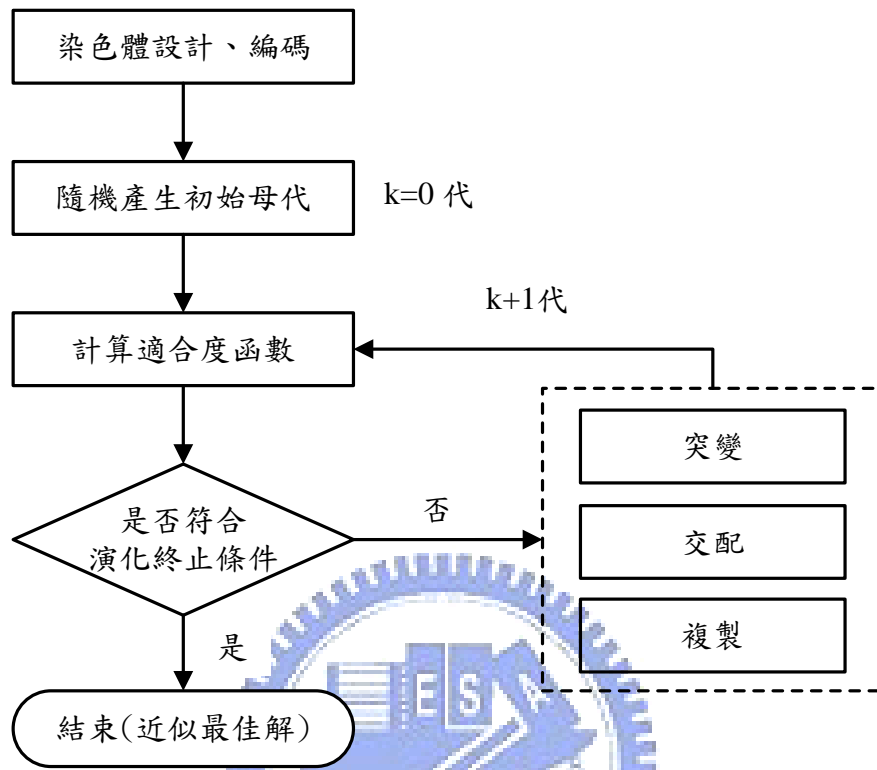 染色體設計、編碼
隨機產生初始母代
k=0 代
k+1代
計算適合度函數
突變
是否符合
演化終止條件
否
交配
複製
是
結束(近似最佳解)
E S